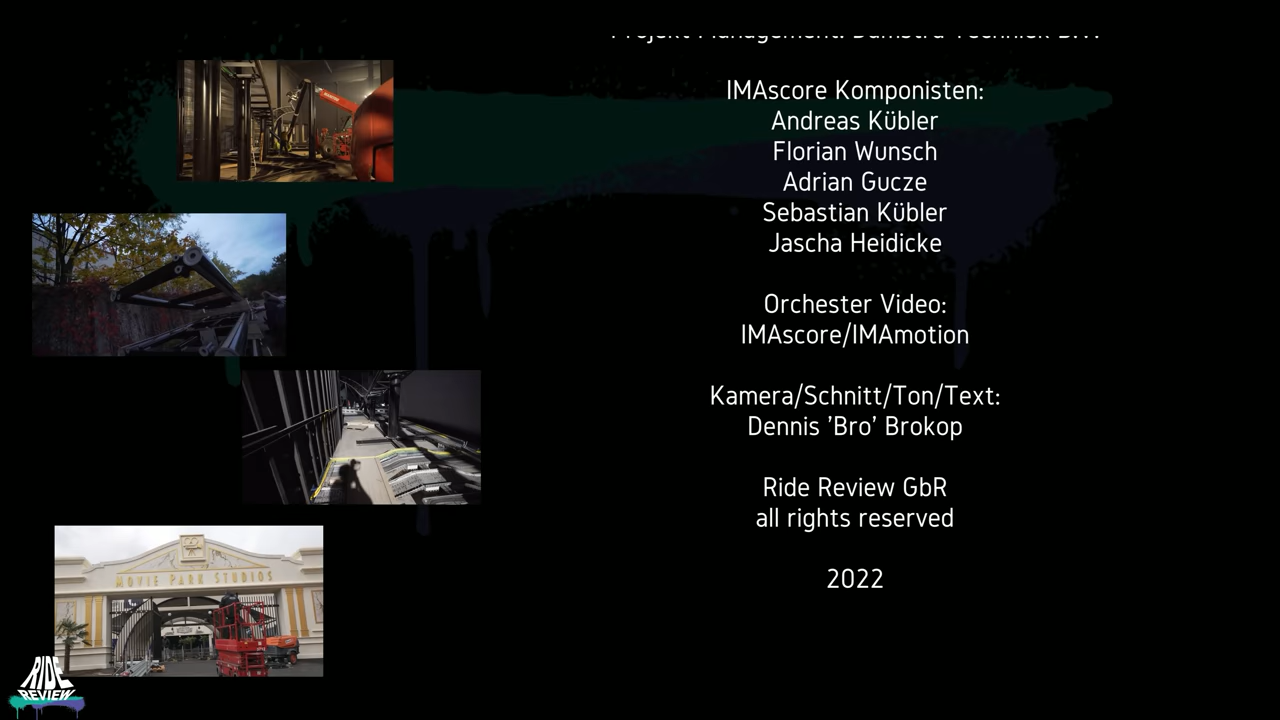 IMAscore Komponisten:
Andreas Kübler
Florian Wunsch
Adrian Gucze
Sebastian Kübler
Jascha Heidicke
Orchester Video:
IMAscore/IMAmotion
Kamera/Schnitt/Ton/Text:
Dennis 'Bro' Brokop
Ride Review GbR
all rights reserved
2022
MOVIE PARK STUDIOS
RIDE
REVIEW